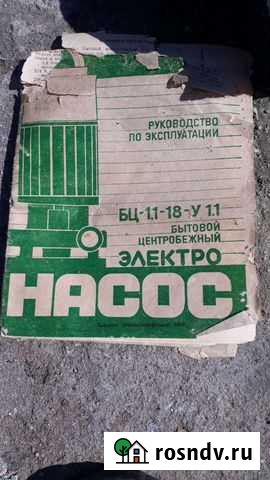 РУКОВОДСТВО
ПО ЭКСПЛУАТАЦИИ
БЦ-1.1-18-У 1.1
БЫТОВОЙ
ЦЕНТРОБЕЖНЫЙ
ЭЛЕКТРО
НАСОС
rosndv.ru